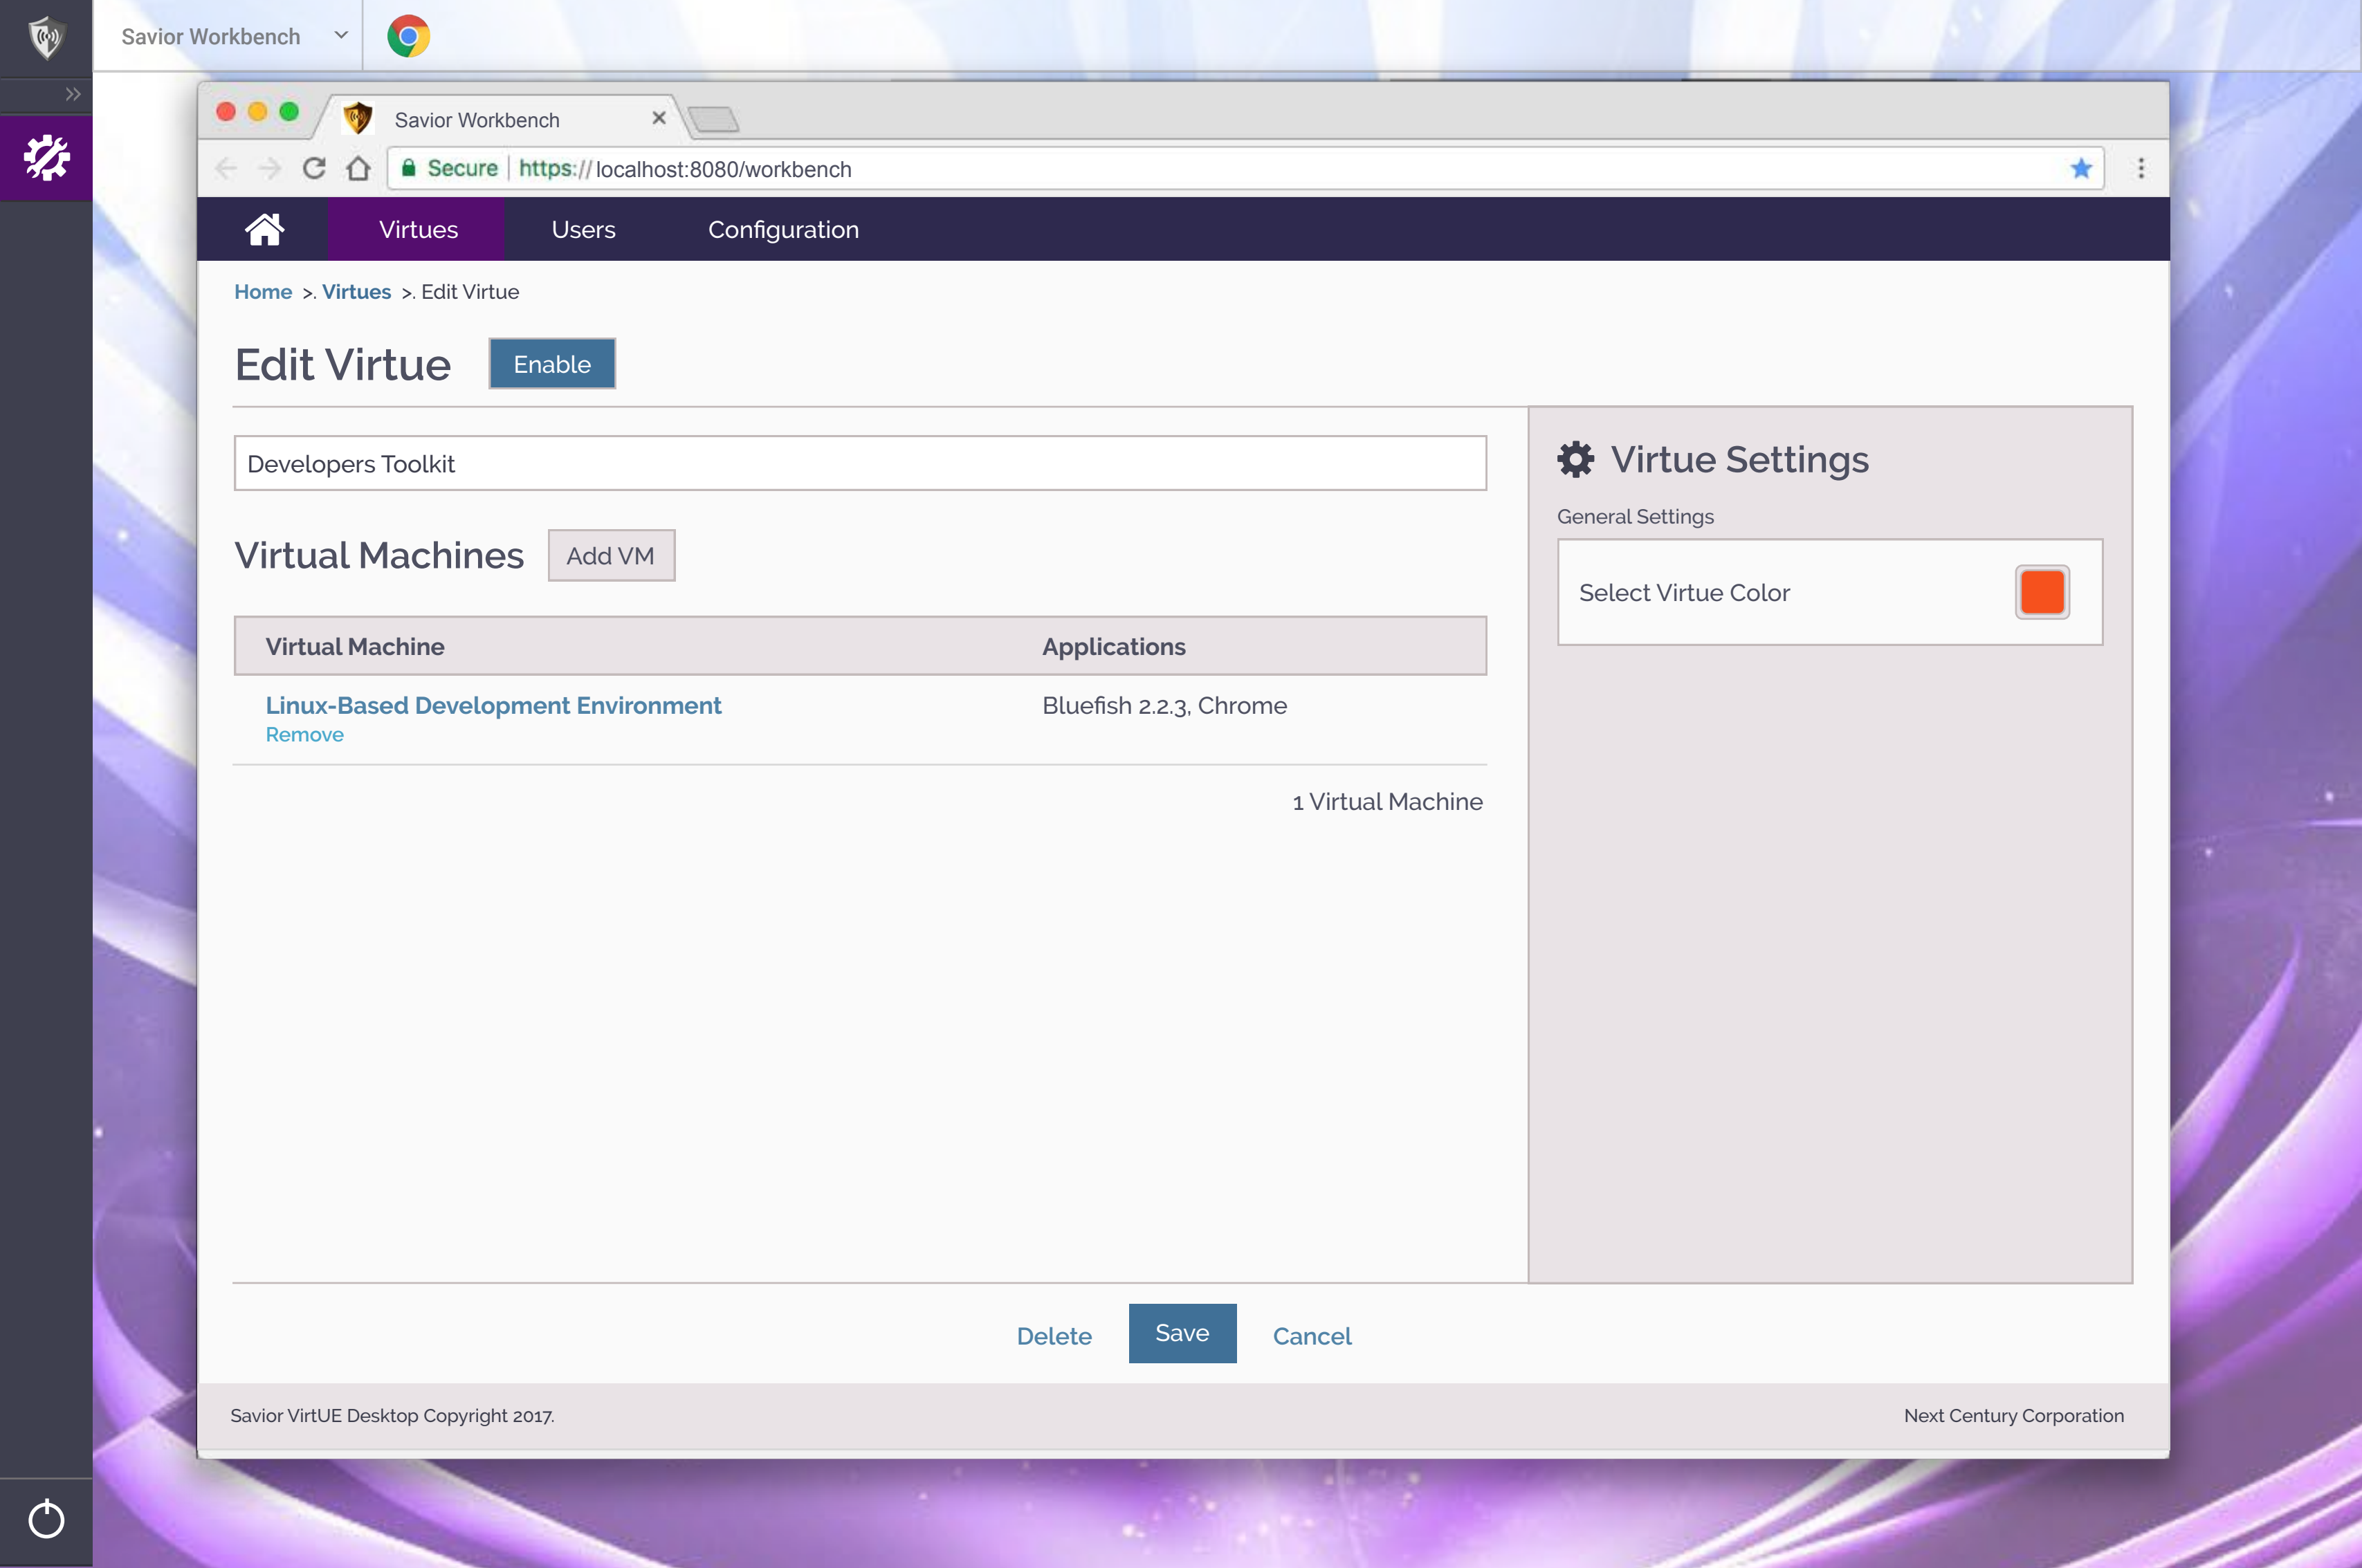 Savior Workbench
Savior Workbench
Secure https://localhost:8080/workbench
Virtues Users Configuration
Home >. Virtues >. Edit Virtue
Edit Virtue Enable
Developers Toolkit
Virtual Machines Add VM
Virtual Machine Applications
Linux-Based Development Environment Bluefish 2.2.3, Chrome
Remove
1 Virtual Machine
Virtue Settings
General Settings
Select Virtue Color
Delete Save Cancel
Savior VirtUE Desktop Copyright 2017. Next Century Corporation